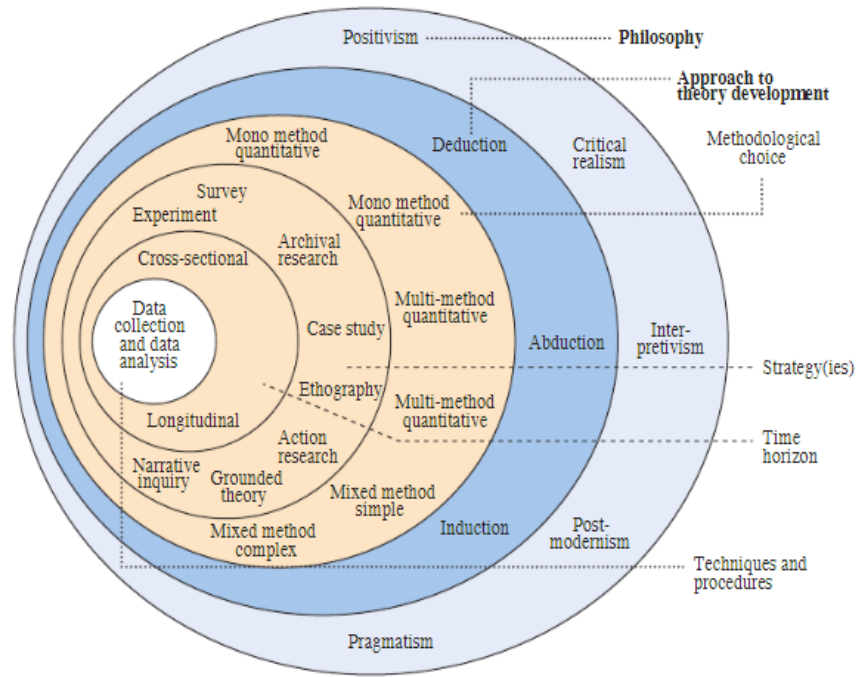 Positivism
Philosophy
Approach to
theory development
Mono method
quantitative
Deduction
Critical
realism
Methodological
choice
Survey
Experiment
Mono method
quantitative
Archival
research
Cross-sectional
Data
collection
and data
analysis
Multi-method
quantitative
Case study
Abduction
Inter-
pretivism
Strategy(ies)
Ethography
Multi-method
quantitative
Longitudinal
Action
research
Time
horizon
Narrative
inquiry
Grounded
theory
Mixed method
simple
Mixed method
complex
Induction
Post-
modernism
Techniques and
procedures
Pragmatism